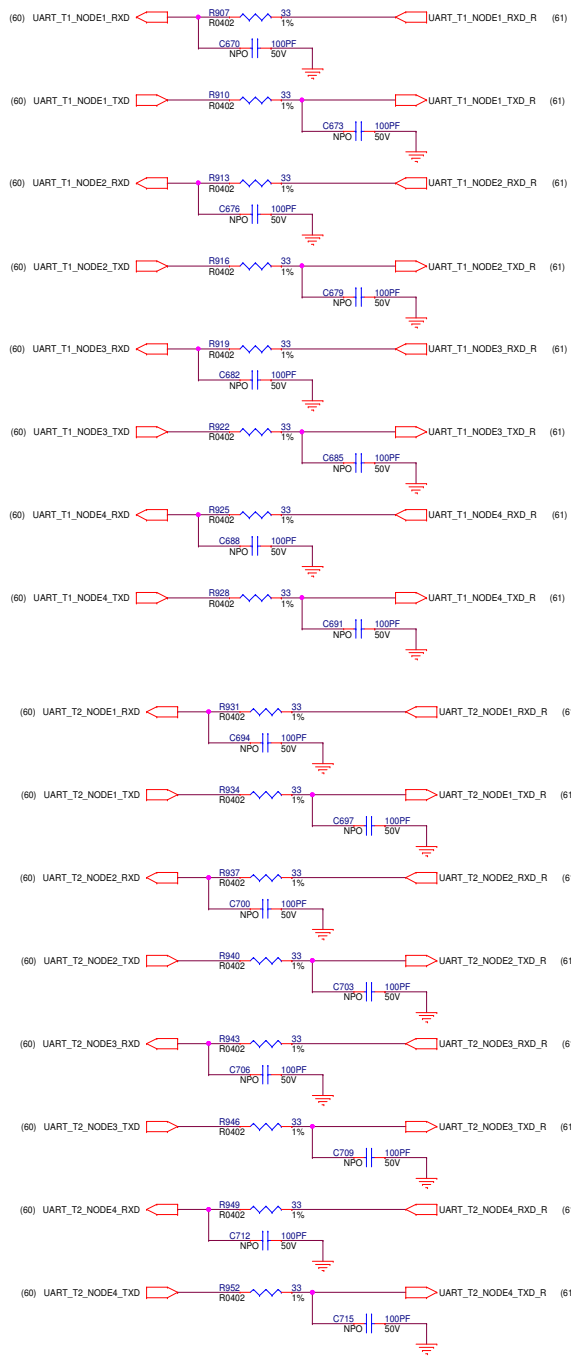 (60) UART_T1_NODE1_RXD R907 33 UART_T1_NODE1_RXD_R (61)
R0402 1%
C670 100PF
NPO 50V
(60) UART_T1_NODE1_TXD R910 33 UART_T1_NODE1_TXD_R (61)
R0402 1%
C673 100PF
NPO 50V
(60) UART_T1_NODE2_RXD R913 33 UART_T1_NODE2_RXD_R (61)
R0402 1%
C676 100PF
NPO 50V
(60) UART_T1_NODE2_TXD R916 33 UART_T1_NODE2_TXD_R (61)
R0402 1%
C679 100PF
NPO 50V
(60) UART_T1_NODE3_RXD R919 33 UART_T1_NODE3_RXD_R (61)
R0402 1%
C682 100PF
NPO 50V
(60) UART_T1_NODE3_TXD R922 33 UART_T1_NODE3_TXD_R (61)
R0402 1%
C685 100PF
NPO 50V
(60) UART_T1_NODE4_RXD R925 33 UART_T1_NODE4_RXD_R (61)
R0402 1%
C688 100PF
NPO 50V
(60) UART_T1_NODE4_TXD R928 33 UART_T1_NODE4_TXD_R (61)
R0402 1%
C691 100PF
NPO 50V
(60) UART_T2_NODE1_RXD R931 33 UART_T2_NODE1_RXD_R (61
R0402 1%
C694 100PF
NPO 50V
(60) UART_T2_NODE1_TXD R934 33 UART_T2_NODE1_TXD_R (61
R0402 1%
C697 100PF
NPO 50V
(60) UART_T2_NODE2_RXD R937 33 UART_T2_NODE2_RXD_R (61
R0402 1%
C700 100PF
NPO 50V
(60) UART_T2_NODE2_TXD R940 33 UART_T2_NODE2_TXD_R (61
R0402 1%
C703 100PF
NPO 50V
(60) UART_T2_NODE3_RXD R943 33 UART_T2_NODE3_RXD_R (61
R0402 1%
C706 100PF
NPO 50V
(60) UART_T2_NODE3_TXD R946 33 UART_T2_NODE3_TXD_R (61
R0402 1%
C709 100PF
NPO 50V
(60) UART_T2_NODE4_RXD R949 33 UART_T2_NODE4_RXD_R (61
R0402 1%
C712 100PF
NPO 50V
(60) UART_T2_NODE4_TXD R952 33 UART_T2_NODE4_TXD_R (61
R0402 1%
C715 100PF
NPO 50V